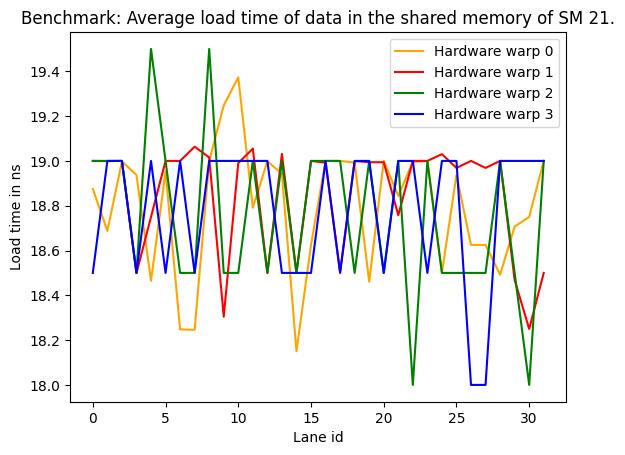 Benchmark: Average load time of data in the shared memory of SM 21.
Hardware warp 0
Hardware warp 1
Hardware warp 2
Hardware warp 3
Load time in ns
19.4
19.2
19.0
18.8
18.6
18.4
18.2
18.0
0 5 10 15 20 25 30
Lane id